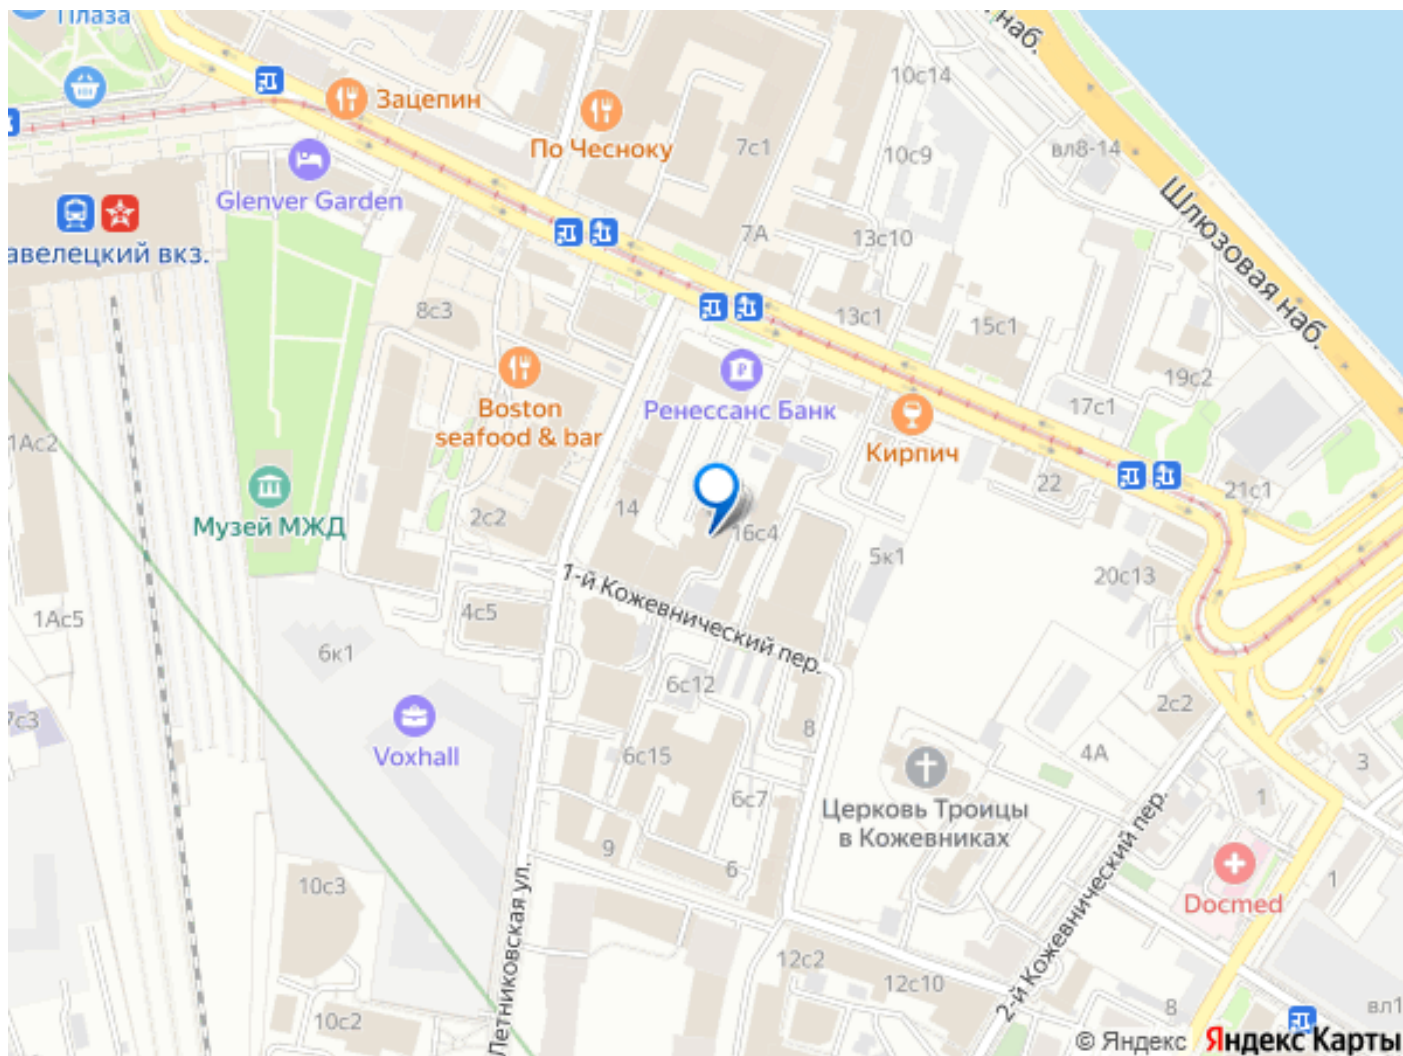 Плаза
наб.
Зацепин
По Чесноку
7с1
10с14
10с9
вл8-14
Glenver Garden
Шлюзовая наб.
авелецкий вкз.
7А
13с10
8с3
13с1
15с1
19с2
17с1
Ренессанс Банк
Boston
seafood & bar
Кирпич
1Ас2
22
21с1
Музей МЖД
2с2
14
16с4
5к1
20с13
1-й Кожевнический пер.
4с5
1Ас5
6к1
6с12
2с2
7с3
Voxhall
6с15
8
4А
3
6с7
Церковь Троицы
в Кожевниках
1
9
6
10с3
Летниковская ул.
2-й Кожевнический пер.
Docmed
1
12с2
12с10
10с2
8
вл1
© Яндекс Яндекс Карты